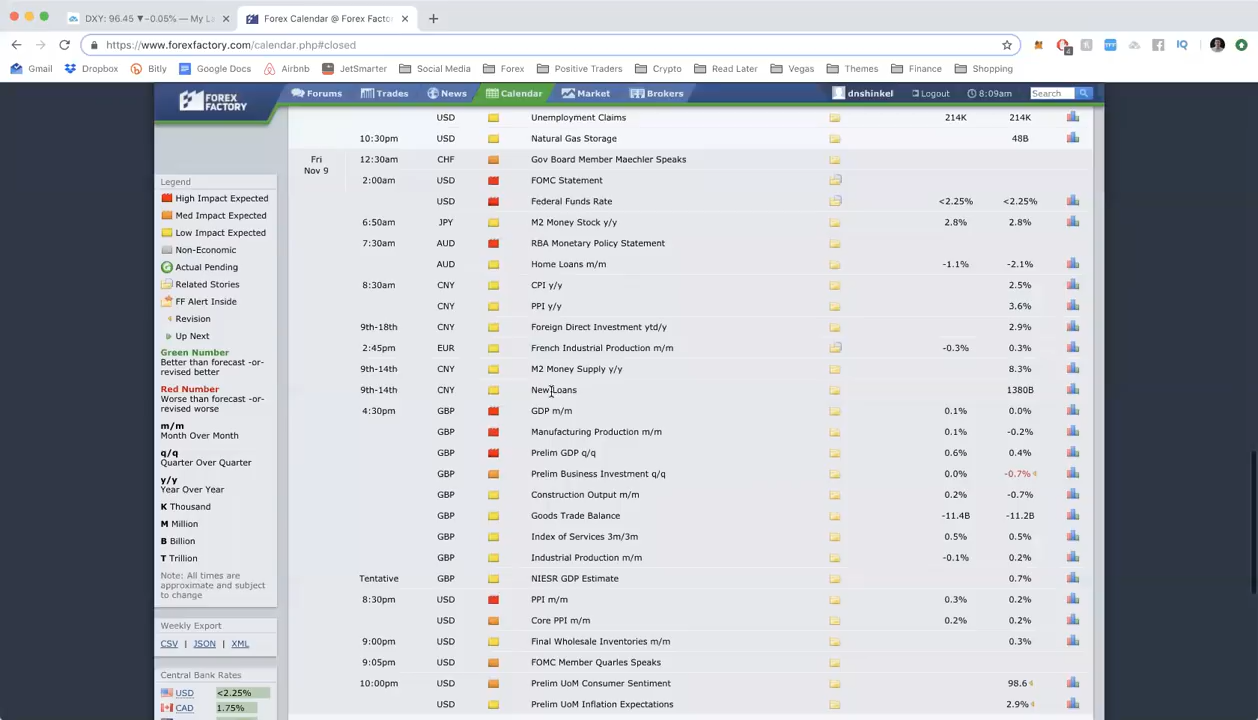 DXY: 96.45 ▼−0.05% — My L
Forex Calendar @ Forex Facto
https://www.forexfactory.com/calendar.php#closed
4
Gmail Dropbox Bitly Google Docs Airbnb JetSmarter Social Media Forex Positive Traders Crypto Read Later Vegas Themes Finance Shopping
FOREX FACTORY
Forums Trades News Calendar Market Brokers dnshinkel Logout 8:09am Search
Legend
High Impact Expected
Med Impact Expected
Low Impact Expected
Non-Economic
Actual Pending
Related Stories
FF Alert Inside
Revision
Up Next
Green Number
Better than forecast -or-
revised better
Red Number
Worse than forecast -or-
revised worse
m/m
Month Over Month
q/q
Quarter Over Quarter
y/y
Year Over Year
K Thousand
M Million
B Billion
T Trillion
Note: All times are
approximate and subject
to change
Weekly Export
CSV | JSON | XML
Central Bank Rates
USD <2.25%
CAD 1.75%
USD Unemployment Claims 214K 214K
10:30pm USD Natural Gas Storage 48B
Fri
Nov 9
12:30am CHF Gov Board Member Maechler Speaks
2:00am USD FOMC Statement
USD Federal Funds Rate <2.25% <2.25%
6:50am JPY M2 Money Stock y/y 2.8% 2.8%
7:30am AUD RBA Monetary Policy Statement
AUD Home Loans m/m -1.1% -2.1%
8:30am CNY CPI y/y 2.5%
CNY PPI y/y 3.6%
9th-18th CNY Foreign Direct Investment ytd/y 2.9%
2:45pm EUR French Industrial Production m/m -0.3% 0.3%
9th-14th CNY M2 Money Supply y/y 8.3%
9th-14th CNY New Loans 1380B
4:30pm GBP GDP m/m 0.1% 0.0%
GBP Manufacturing Production m/m 0.1% -0.2%
GBP Prelim GDP q/q 0.6% 0.4%
GBP Prelim Business Investment q/q 0.0% -0.7%
GBP Construction Output m/m 0.2% -0.7%
GBP Goods Trade Balance -11.4B -11.2B
GBP Index of Services 3m/3m 0.5% 0.5%
GBP Industrial Production m/m -0.1% 0.2%
Tentative GBP NIESR GDP Estimate 0.7%
8:30pm USD PPI m/m 0.3% 0.2%
USD Core PPI m/m 0.2% 0.2%
9:00pm USD Final Wholesale Inventories m/m 0.3%
9:05pm USD FOMC Member Quarles Speaks
10:00pm USD Prelim UoM Consumer Sentiment 98.6
USD Prelim UoM Inflation Expectations 2.9%